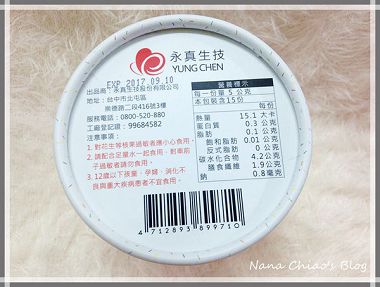 永真生技
YUNG CHEN
EXP 2017 09.10
出品商：永真生技股份有限公司
地址：台中市北屯區
崇德路二段416號3樓
服務電話：0800-520-880
工廠登記證：99684582
注意事項：
1. 對花生等核果過敏者應小心食用。
2. 請配合足量水一起食用，對車前
子過敏者請勿食用。
3. 12歲以下孩童，孕婦，消化不
良與重大疾病患者不宜食用。
營養標示
每一份量 5 公克
本包裝含15份
每份
熱量 15.1 大卡
蛋白質 0.3 公克
脂肪 0.1 公克
飽和脂肪 0.01 公克
反式脂肪 0 公克
碳水化合物 4.2公克
膳食纖維 1.9公克
鈉 0.8毫克
4 712893 899710
Nana Chiao's Blog